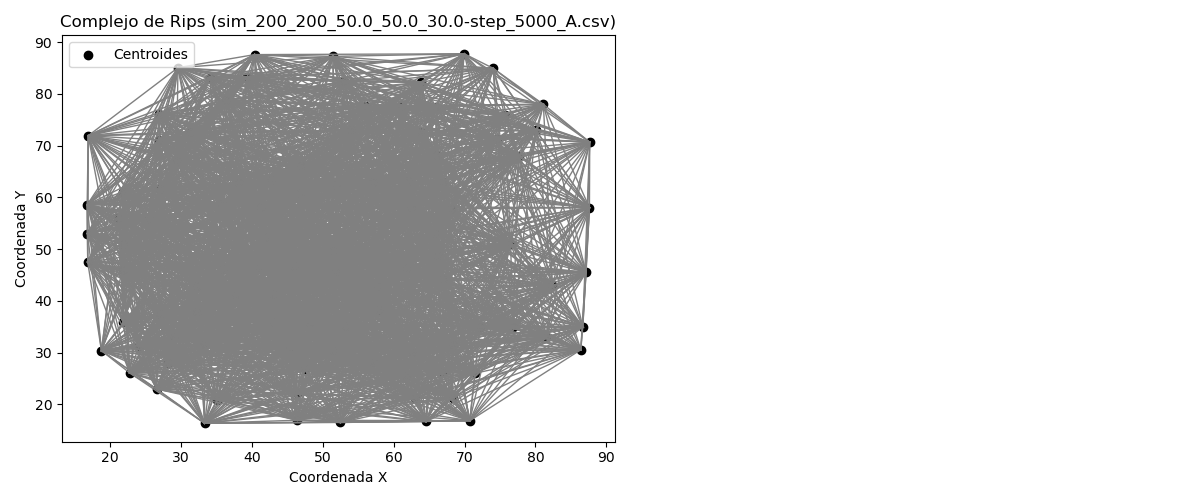 Complejo de Rips (sim_200_200_50.0_50.0_30.0-step_5000_A.csv)
Centroides
90
80
70
60
50
40
30
20
Coordenada Y
20 30 40 50 60 70 80 90
Coordenada X